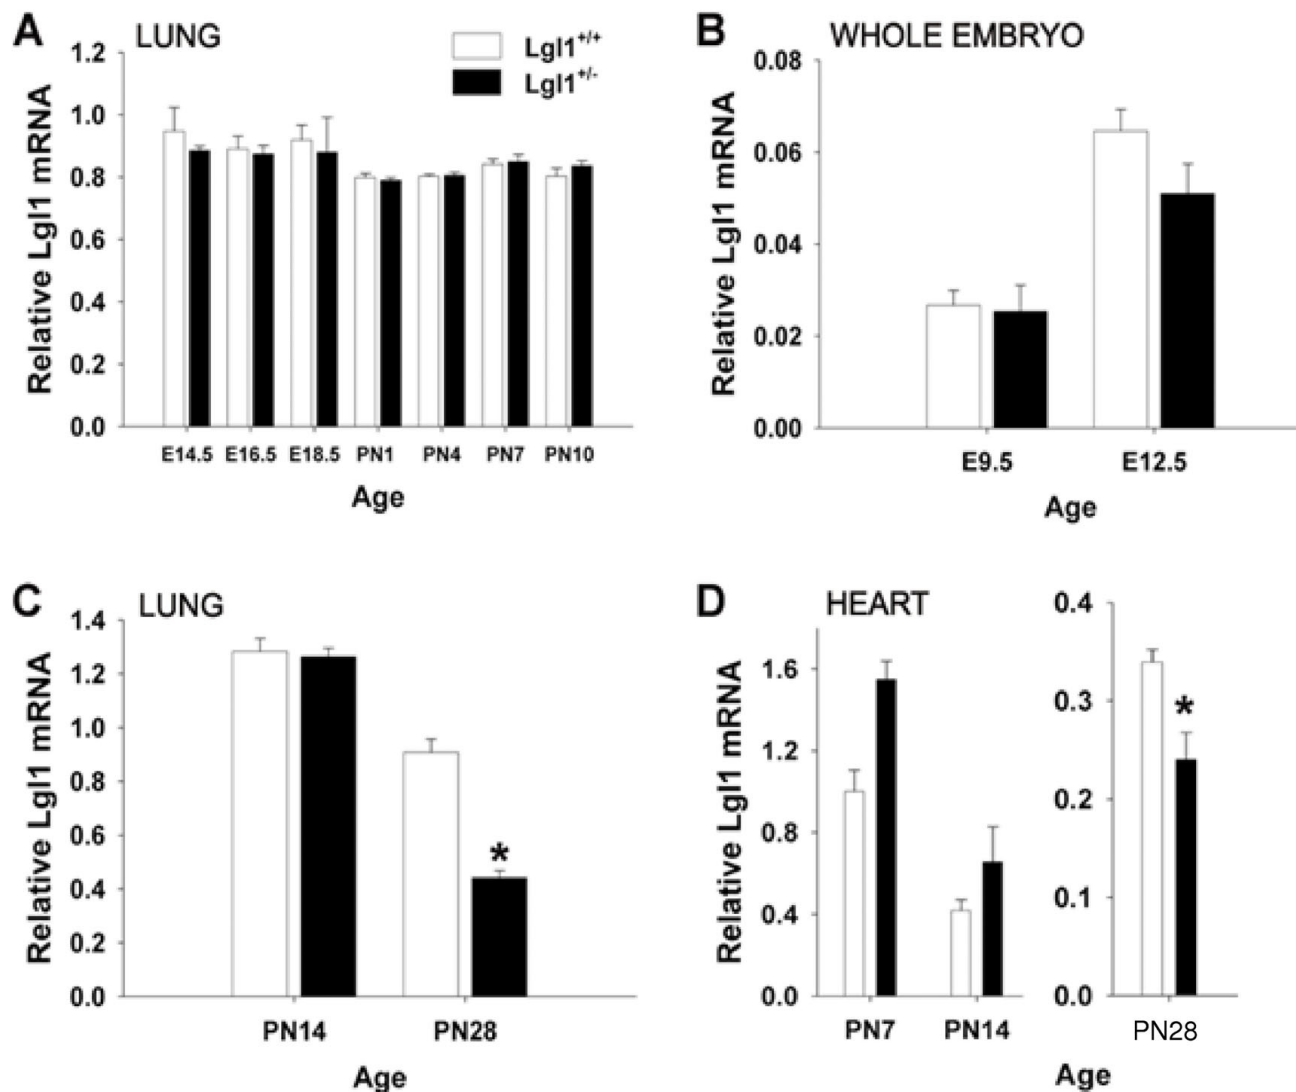 A LUNG
Lgl1+/+
Lgl1+/-
Relative Lgl1 mRNA
1.2
1.0
0.8
0.6
0.4
0.2
0.0
E14.5 E16.5 E18.5 PN1 PN4 PN7 PN10
Age
B WHOLE EMBRYO
Relative Lgl1 mRNA
0.08
0.06
0.04
0.02
0.00
E9.5 E12.5
Age
C LUNG
Relative Lgl1 mRNA
1.4
1.2
1.0
0.8
0.6
0.4
0.2
0.0
*
PN14 PN28
Age
D HEART
Relative Lgl1 mRNA
1.6
1.2
0.8
0.4
0.0
PN7 PN14
0.4
0.3
0.2
0.1
0.0
*
PN28
Age